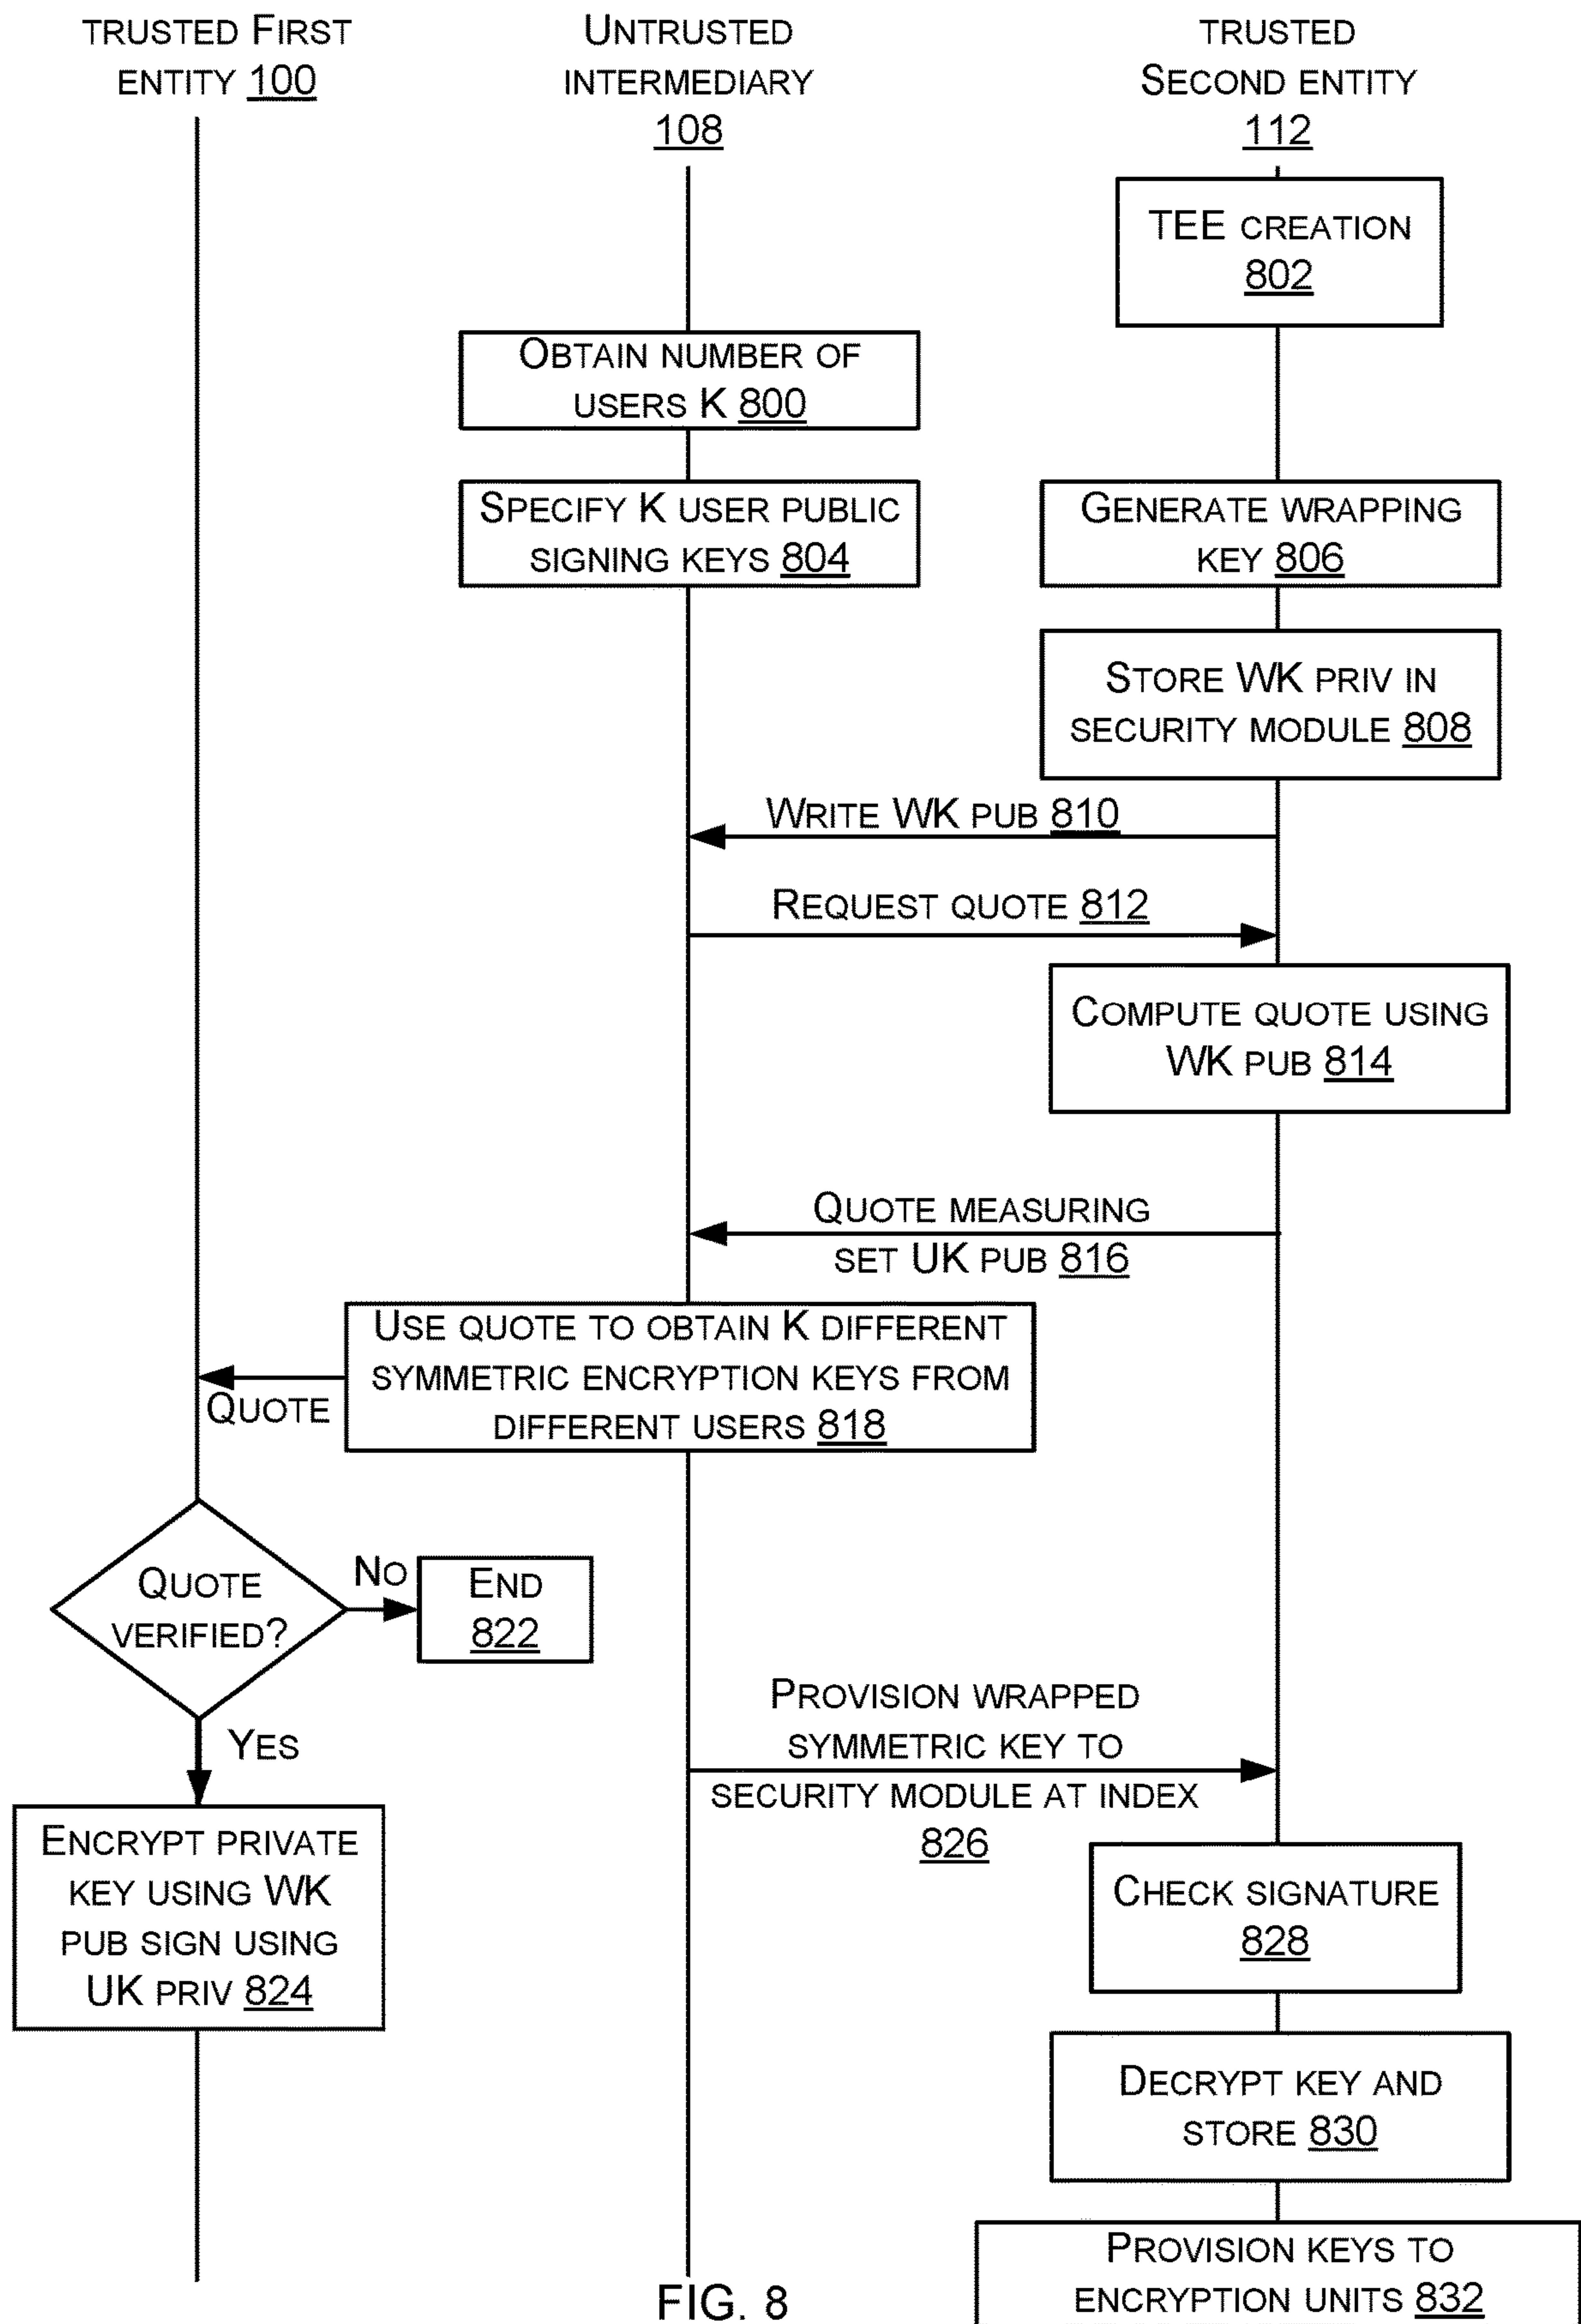 TRUSTED FIRST
ENTITY 100
UNTRUSTED
INTERMEDIARY
108
TRUSTED
SECOND ENTITY
112
TEE CREATION
802
OBTAIN NUMBER OF
USERS K 800
SPECIFY K USER PUBLIC
SIGNING KEYS 804
GENERATE WRAPPING
KEY 806
STORE WK PRIV IN
SECURITY MODULE 808
WRITE WK PUB 810
REQUEST QUOTE 812
COMPUTE QUOTE USING
WK PUB 814
QUOTE MEASURING
SET UK PUB 816
USE QUOTE TO OBTAIN K DIFFERENT
SYMMETRIC ENCRYPTION KEYS FROM
DIFFERENT USERS 818
QUOTE
QUOTE
VERIFIED?
NO
END
822
YES
PROVISION WRAPPED
SYMMETRIC KEY TO
SECURITY MODULE AT INDEX
826
ENCRYPT PRIVATE
KEY USING WK
PUB SIGN USING
UK PRIV 824
CHECK SIGNATURE
828
DECRYPT KEY AND
STORE 830
PROVISION KEYS TO
ENCRYPTION UNITS 832
FIG. 8